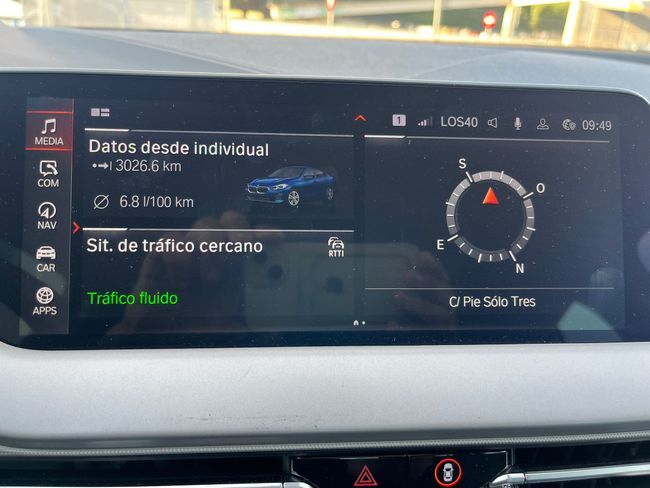 1 LOS40 09:49
MEDIA
COM
NAV
CAR
APPS
Datos desde individual
3026.6 km
6.8 l/100 km
Sit. de tráfico cercano
RTTI
Tráfico fluido
S
O
E
N
C/ Pie Sólo Tres